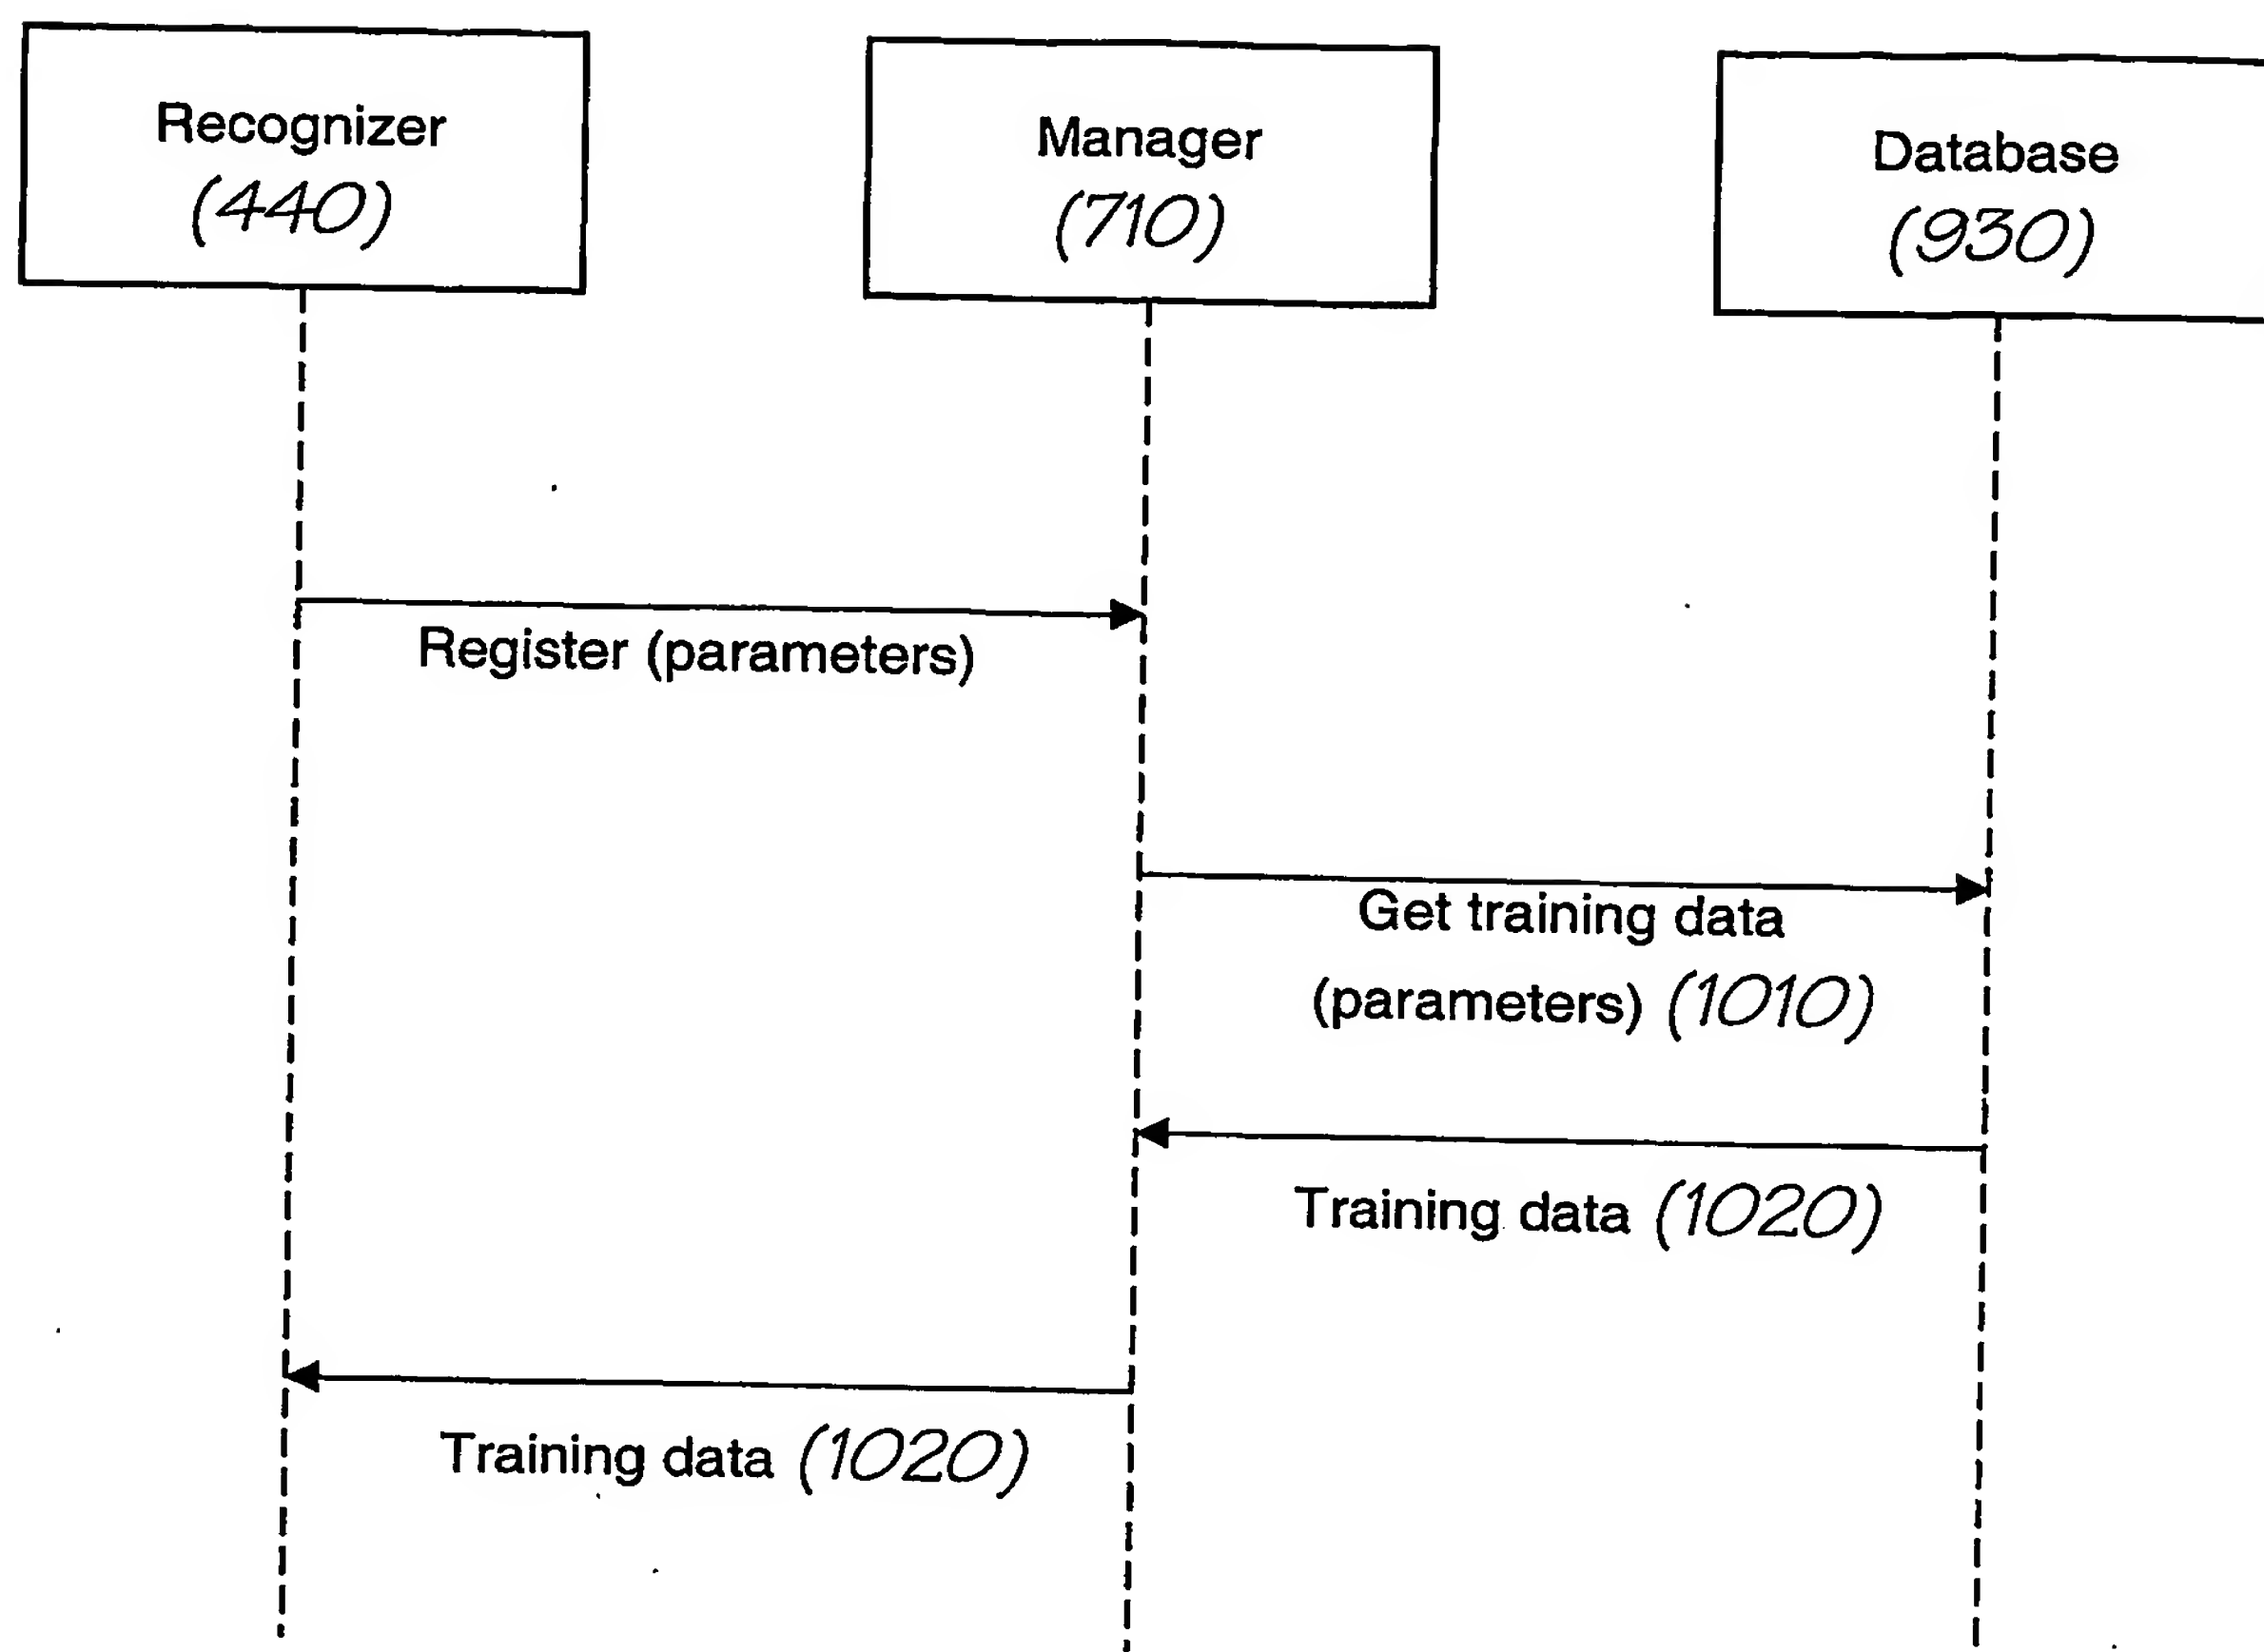 Recognizer
(440)
Manager
(710)
Database
(930)
Register (parameters)
Get training data
(parameters) (1010)
Training data (1020)
Training data (1020)